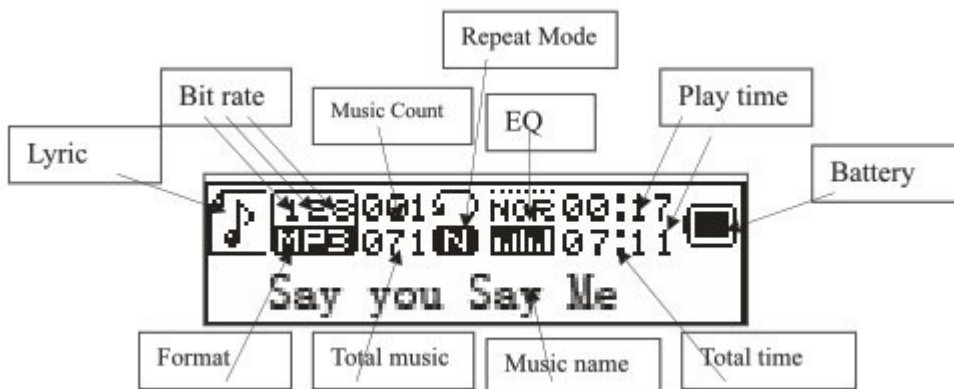 Repeat Mode
Bit rate
Music Count
EQ
Play time
Lyric
Battery
128 001 NOR 00:17
MP3 071 N 07:11
Say you Say Me
Format
Total music
Music name
Total time